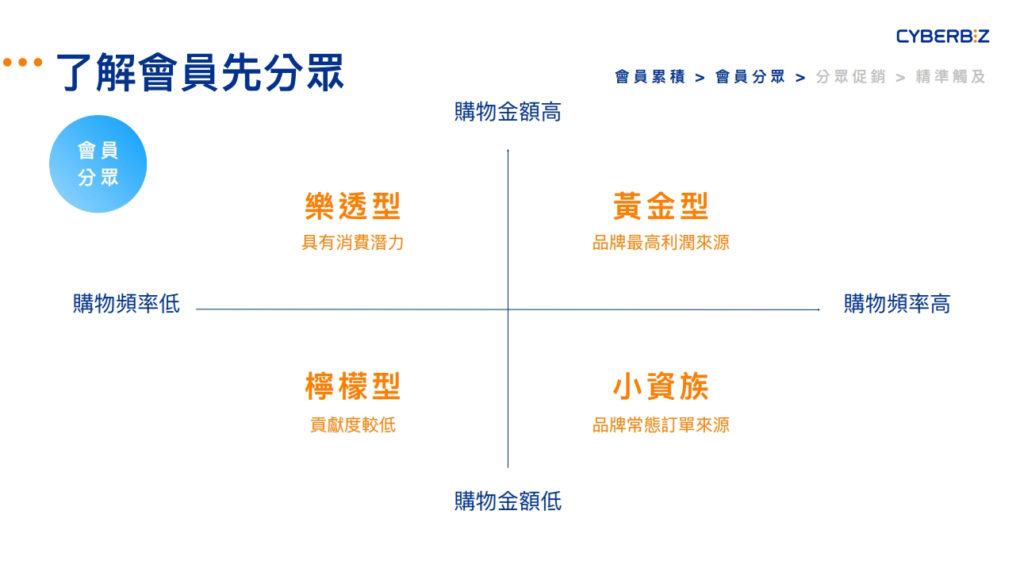 CYBERBIZ
了解會員先分眾
會員累積 > 會員分眾 > 分眾促銷 > 精準觸及
購物金額高
會員
分眾
樂透型
具有消費潛力
黃金型
品牌最高利潤來源
購物頻率低
購物頻率高
檸檬型
貢獻度較低
小資族
品牌常態訂單來源
購物金額低